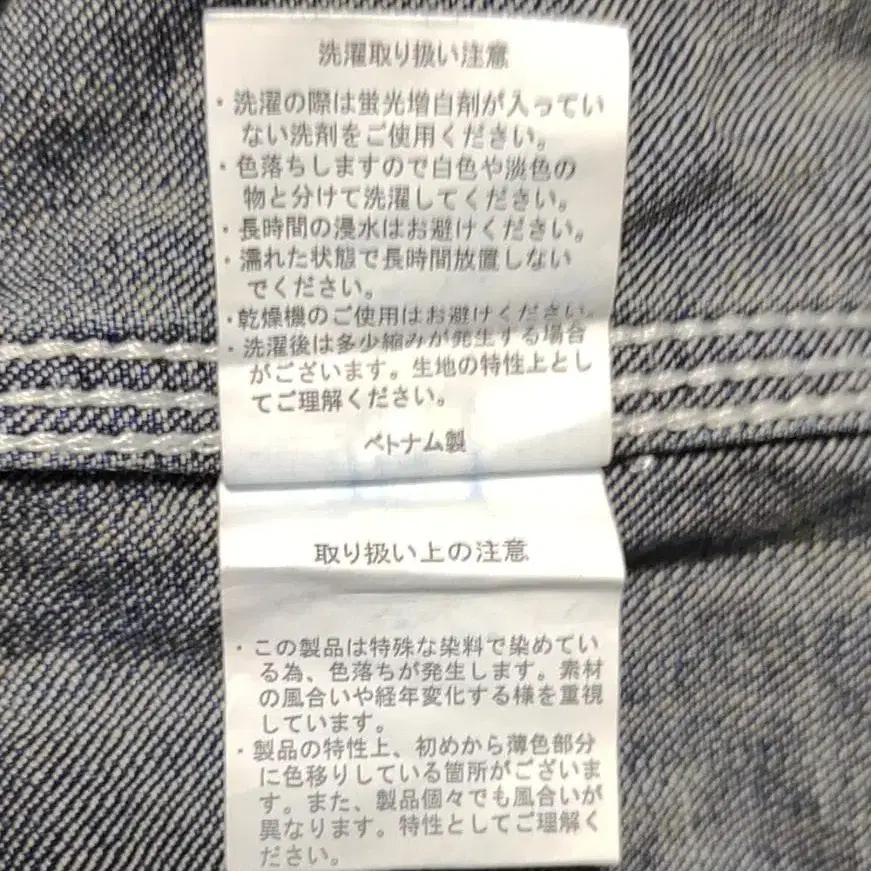 洗濯取り扱い注意
・洗濯の際は蛍光増白剤が入ってい
ない洗剤をご使用ください。
・色落ちしますので白色や淡色の
物と分けて洗濯してください。
・長時間の浸水はお避けください。
・濡れた状態で長時間放置しない
でください。
・乾燥機のご使用はお避けください。
・洗濯後は多少縮みが発生する場合
がございます。生地の特性上とし
てご理解ください。
ベトナム製
取り扱い上の注意
・この製品は特殊な染料で染めてい
る為、色落ちが発生します。素材
の風合いや経年変化する様を重視
しています。
・製品の特性上、初めから薄色部分
に色移りしている箇所がございま
す。また、製品個々でも風合いが
異なります。特性としてご理解く
ださい。